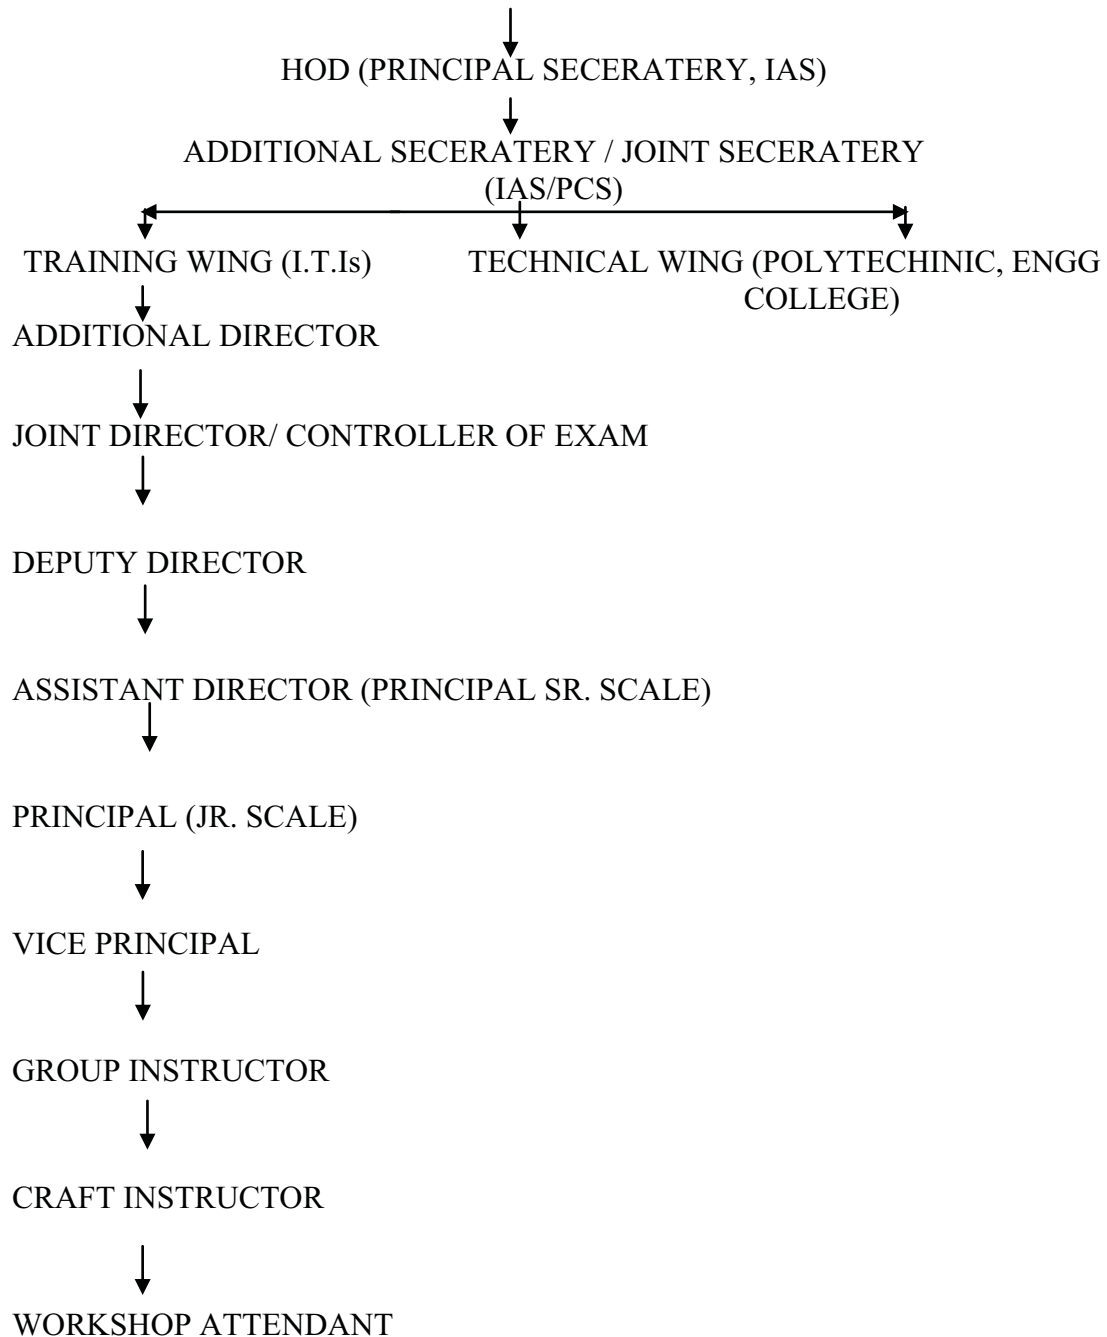 HOD (PRINCIPAL SECERATERY, IAS)
ADDITIONAL SECERATERY / JOINT SECERATERY
(IAS/PCS)
TRAINING WING (I.T.Is) TECHNICAL WING (POLYTECHINIC, ENGG
COLLEGE)
ADDITIONAL DIRECTOR
JOINT DIRECTOR/ CONTROLLER OF EXAM
DEPUTY DIRECTOR
ASSISTANT DIRECTOR (PRINCIPAL SR. SCALE)
PRINCIPAL (JR. SCALE)
VICE PRINCIPAL
GROUP INSTRUCTOR
CRAFT INSTRUCTOR
WORKSHOP ATTENDANT